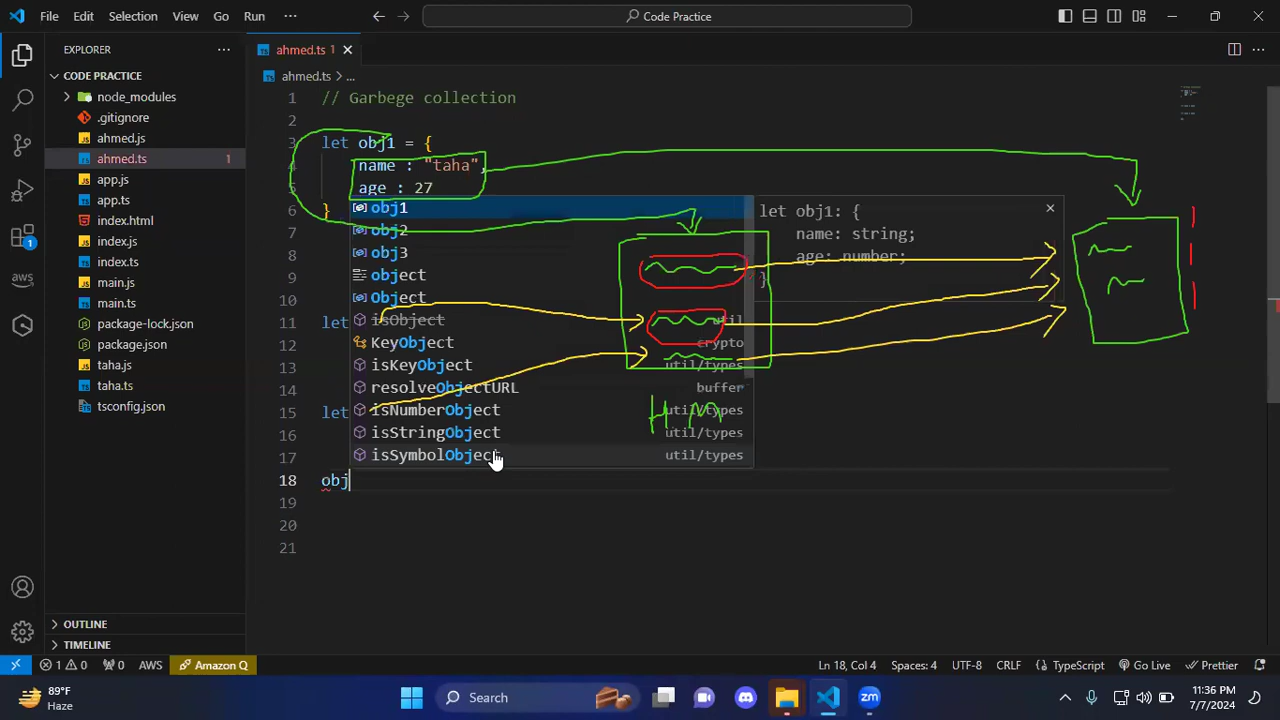 File Edit Selection View Go Run ···
Code Practice
EXPLORER
CODE PRACTICE
node_modules
.gitignore
ahmed.js
ahmed.ts 1
app.js
app.ts
index.html
index.js
index.ts
main.js
main.ts
package-lock.json
package.json
taha.js
taha.ts
tsconfig.json
OUTLINE
TIMELINE
ahmed.ts 1
ahmed.ts > ...
1 // Garbege collection
2
3 let obj1 = {
4 name : "taha",
5 age : 27
6 }
7
8
9
10
11 let
12
13
14
15 let
16
17
18 obj
19
20
21
obj1
obj2
obj3
object
Object
isObject util
KeyObject crypto
isKeyObject util/types
resolveObjectURL buffer
isNumberObject util/types
isStringObject util/types
isSymbolObject util/types
let obj1: {
name: string;
age: number;
}
H M
1
AWS
Amazon Q
1 0
0
Ln 18, Col 4 Spaces: 4 UTF-8 CRLF {} TypeScript Go Live Prettier
89°F
Haze
Search
11:36 PM
7/7/2024
aws